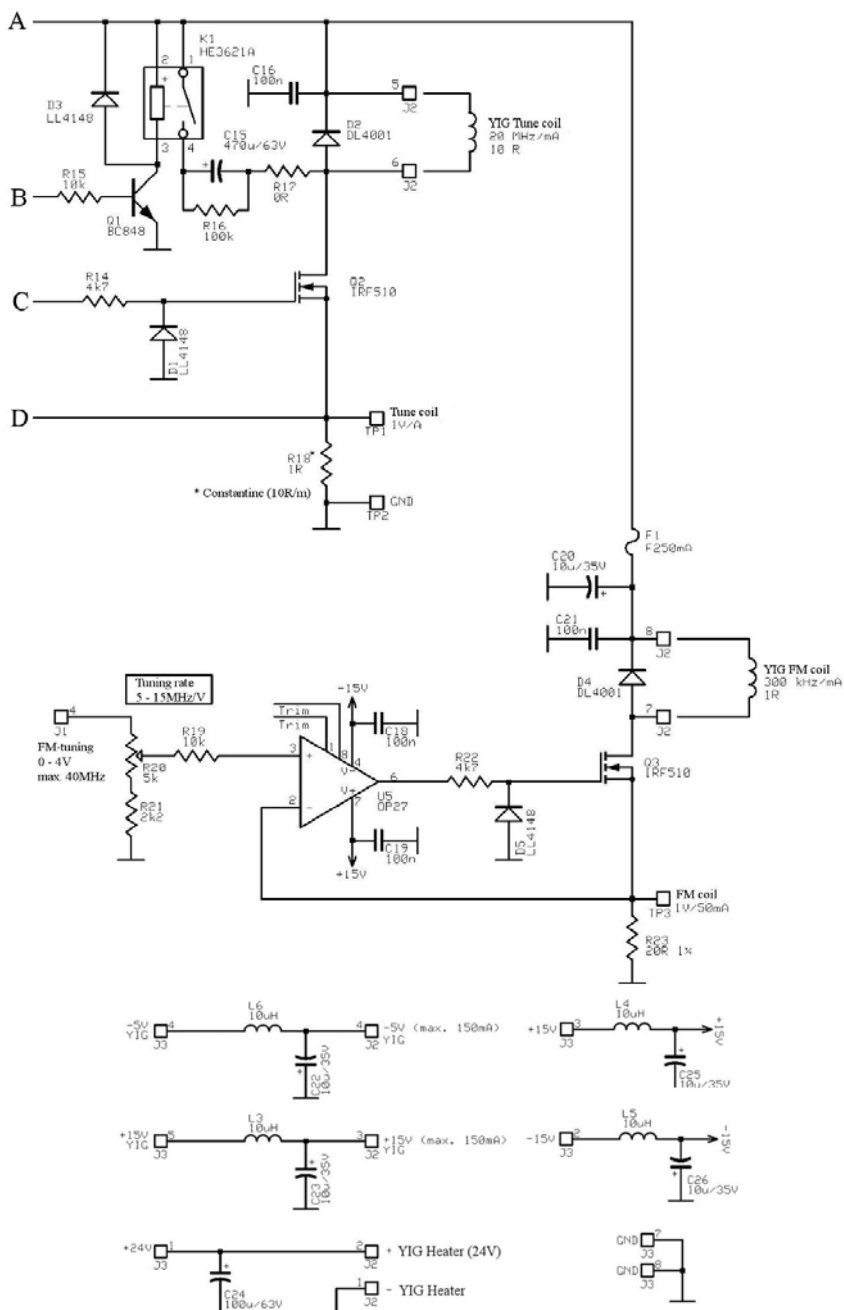 A
K1
HE3621A
2
1
+
C16
100n
5
J2
D3
LL4148
YIG Tune coil
20 MHz/mA
10 R
D2
DL4001
C15
470u/63V
+
3
4
6
J2
R15
10k
R17
0R
B
Q1
BC848
R16
100k
R14
4k7
Q2
IRF510
C
D1
LL4148
D
Tune coil
1V/A
TP1
R18*
1R
* Constantine (10R/m)
GND
TP2
F1
F250mA
C20
10u/35V
+
C21
100n
8
J2
YIG FM coil
300 kHz/mA
1R
D4
DL4001
7
J2
Tuning rate
5 - 15MHz/V
-15V
Trim
Trim
4
J1
R19
10k
C18
100n
FM-tuning
0 - 4V
max. 40MHz
R20
5k
3
+
1
8
4
V-
6
R22
4k7
Q3
IRF510
U5
OP27
R21
2k2
2
-
V+
7
D5
LL4148
C19
100n
+15V
FM coil
1V/50mA
TP3
R23
20R 1%
L6
10uH
L4
10uH
-5V
YIG
4
J3
4
J2
-5V (max. 150mA)
YIG
+15V
3
J3
+15V
+
C22
10u/35V
+
C25
10u/35V
L3
10uH
L5
10uH
+15V
YIG
5
J3
3
J2
+15V (max. 150mA)
YIG
-15V
2
J3
-15V
+
C23
10u/35V
+
C26
10u/35V
+24V
1
J3
2
J2
+ YIG Heater (24V)
GND
7
J3
+
C24
100u/63V
1
J2
- YIG Heater
GND
8
J3